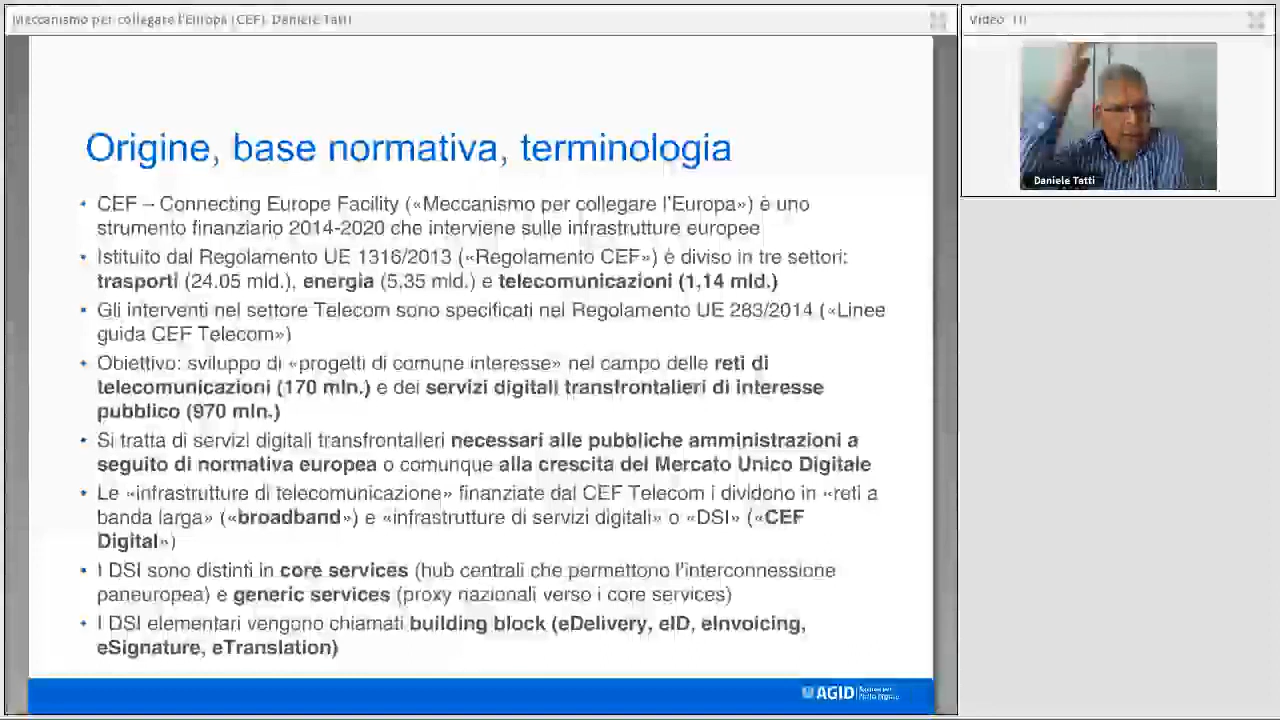 Meccanismo per collegare l'Europa (CEF). Daniele Tatti
Video (1)
Daniele Tatti
Origine, base normativa, terminologia
• CEF – Connecting Europe Facility («Meccanismo per collegare l'Europa») è uno
strumento finanziario 2014-2020 che interviene sulle infrastrutture europee
• Istituito dal Regolamento UE 1316/2013 («Regolamento CEF») è diviso in tre settori:
trasporti (24.05 mld.), energia (5,35 mld.) e telecomunicazioni (1,14 mld.)
• Gli interventi nel settore Telecom sono specificati nel Regolamento UE 283/2014 («Linee
guida CEF Telecom»)
• Obiettivo: sviluppo di «progetti di comune interesse» nel campo delle reti di
telecomunicazioni (170 mln.) e dei servizi digitali transfrontalieri di interesse
pubblico (970 mln.)
• Si tratta di servizi digitali transfrontalieri necessari alle pubbliche amministrazioni a
seguito di normativa europea o comunque alla crescita del Mercato Unico Digitale
• Le «infrastrutture di telecomunicazione» finanziate dal CEF Telecom i dividono in «reti a
banda larga» («broadband») e «infrastrutture di servizi digitali» o «DSI» («CEF
Digital»)
• I DSI sono distinti in core services (hub centrali che permettono l'interconnessione
paneuropea) e generic services (proxy nazionali verso i core services)
• I DSI elementari vengono chiamati building block (eDelivery, eID, eInvoicing,
eSignature, eTranslation)
AGID